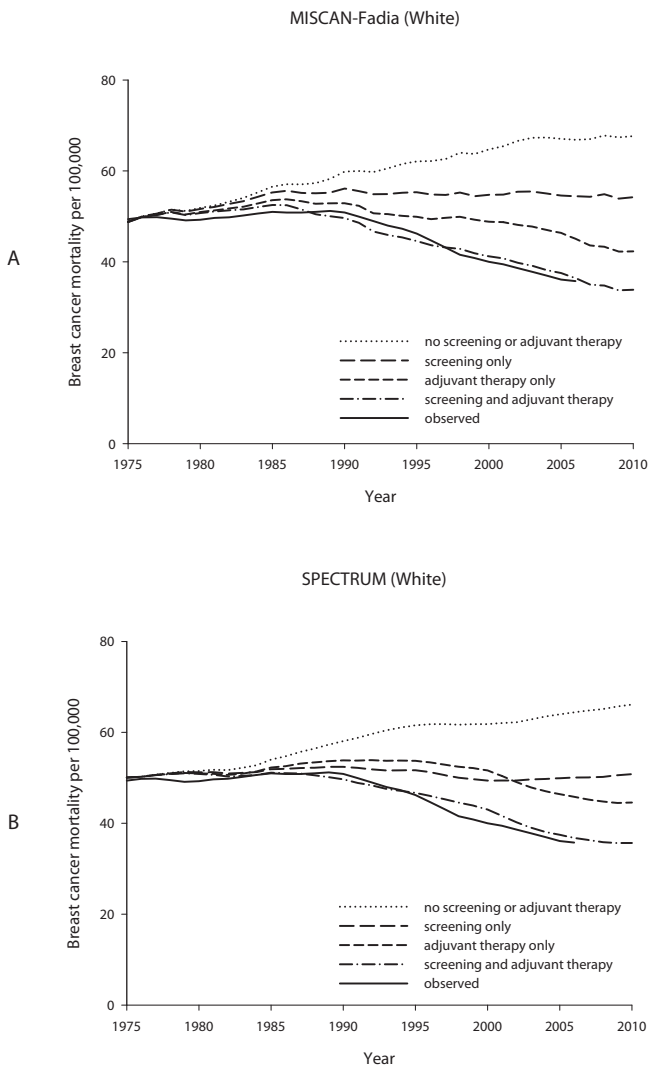 MISCAN-Fadia (White)
A
Breast cancer mortality per 100,000
80
60
40
20
0
no screening or adjuvant therapy
screening only
adjuvant therapy only
screening and adjuvant therapy
observed
1975 1980 1985 1990 1995 2000 2005 2010
Year
SPECTRUM (White)
B
Breast cancer mortality per 100,000
80
60
40
20
0
no screening or adjuvant therapy
screening only
adjuvant therapy only
screening and adjuvant therapy
observed
1975 1980 1985 1990 1995 2000 2005 2010
Year